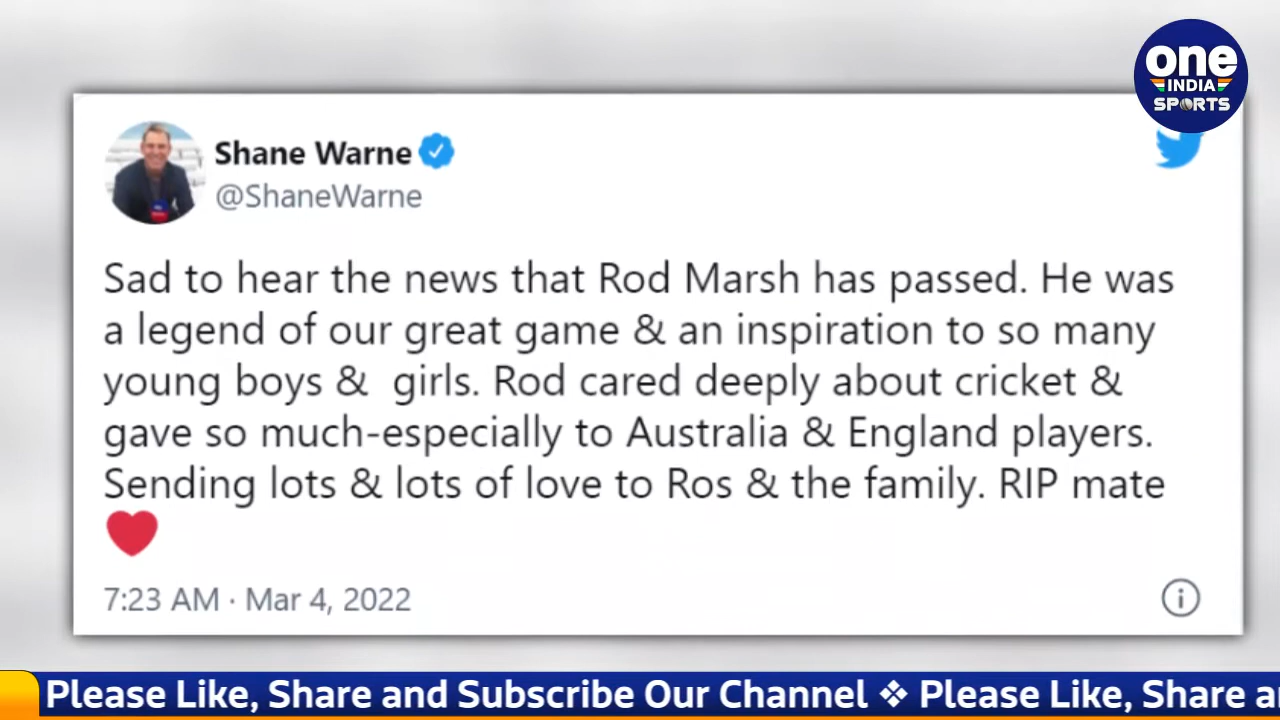 one
INDIA
SPORTS
Shane Warne
@ShaneWarne
Sad to hear the news that Rod Marsh has passed. He was
a legend of our great game & an inspiration to so many
young boys &  girls. Rod cared deeply about cricket &
gave so much-especially to Australia & England players.
Sending lots & lots of love to Ros & the family. RIP mate
❤️
7:23 AM · Mar 4, 2022
Please Like, Share and Subscribe Our Channel ❖ Please Like, Share a